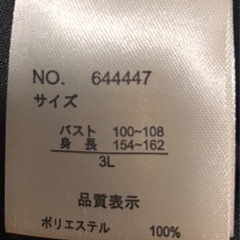 NO. 644447
サイズ
バスト 100~108
身長 154~162
3L
品質表示
ポリエステル 100%